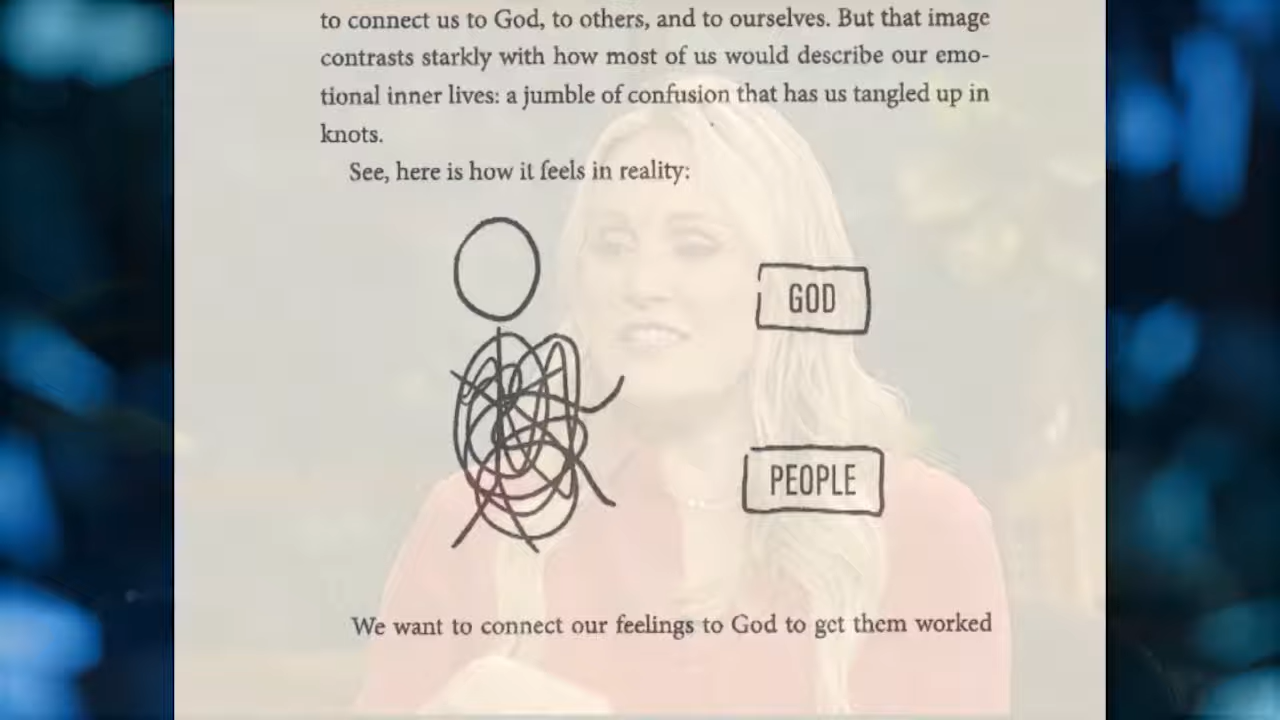 to connect us to God, to others, and to ourselves. But that image
contrasts starkly with how most of us would describe our emo-
tional inner lives: a jumble of confusion that has us tangled up in
knots.
See, here is how it feels in reality:
GOD
PEOPLE
We want to connect our feelings to God to get them worked